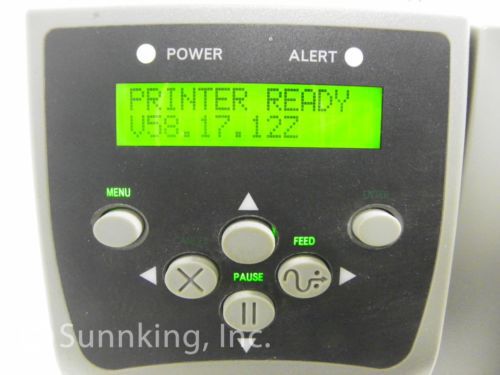 POWER ALERT
PRINTER READY
V58.17.12Z
MENU
FEED
PAUSE
Sunnking, Inc.